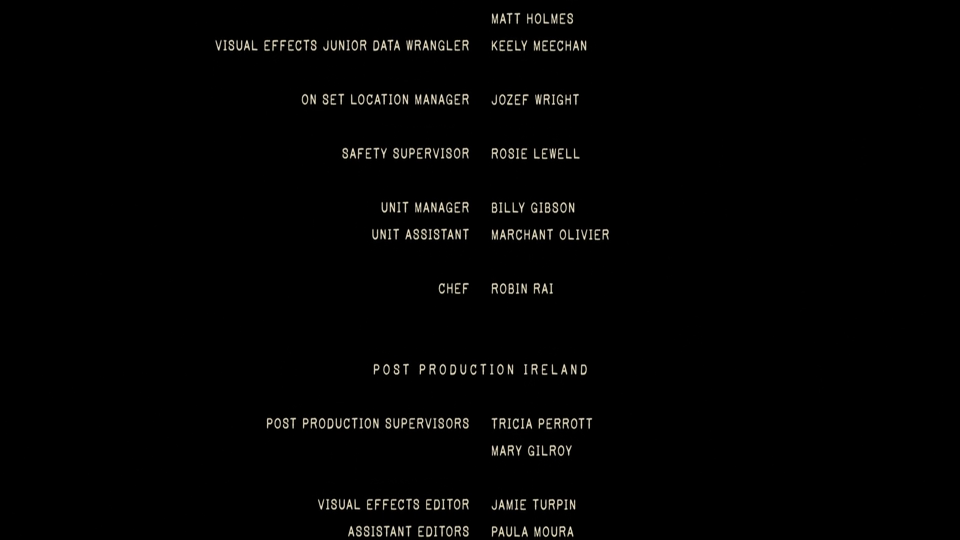 MATT HOLMES
VISUAL EFFECTS JUNIOR DATA WRANGLER KEELY MEECHAN
ON SET LOCATION MANAGER JOZEF WRIGHT
SAFETY SUPERVISOR ROSIE LEWELL
UNIT MANAGER BILLY GIBSON
UNIT ASSISTANT MARCHANT OLIVIER
CHEF ROBIN RAI
POST PRODUCTION IRELAND
POST PRODUCTION SUPERVISORS TRICIA PERROTT
MARY GILROY
VISUAL EFFECTS EDITOR JAMIE TURPIN
ASSISTANT EDITORS PAULA MOURA